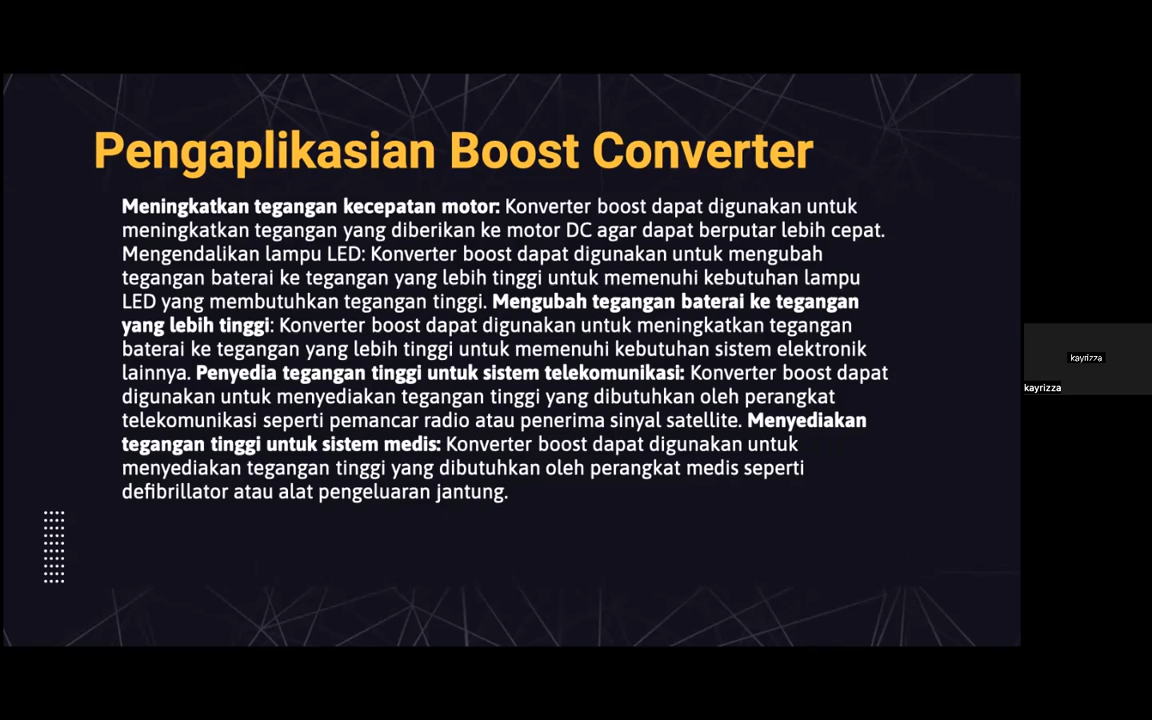 Pengaplikasian Boost Converter
Meningkatkan tegangan kecepatan motor: Konverter boost dapat digunakan untuk
meningkatkan tegangan yang diberikan ke motor DC agar dapat berputar lebih cepat.
Mengendalikan lampu LED: Konverter boost dapat digunakan untuk mengubah
tegangan baterai ke tegangan yang lebih tinggi untuk memenuhi kebutuhan lampu
LED yang membutuhkan tegangan tinggi. Mengubah tegangan baterai ke tegangan
yang lebih tinggi: Konverter boost dapat digunakan untuk meningkatkan tegangan
baterai ke tegangan yang lebih tinggi untuk memenuhi kebutuhan sistem elektronik
lainnya. Penyedia tegangan tinggi untuk sistem telekomunikasi: Konverter boost dapat
digunakan untuk menyediakan tegangan tinggi yang dibutuhkan oleh perangkat
telekomunikasi seperti pemancar radio atau penerima sinyal satellite. Menyediakan
tegangan tinggi untuk sistem medis: Konverter boost dapat digunakan untuk
menyediakan tegangan tinggi yang dibutuhkan oleh perangkat medis seperti
defibrillator atau alat pengeluaran jantung.
kayrizza
kayrizza